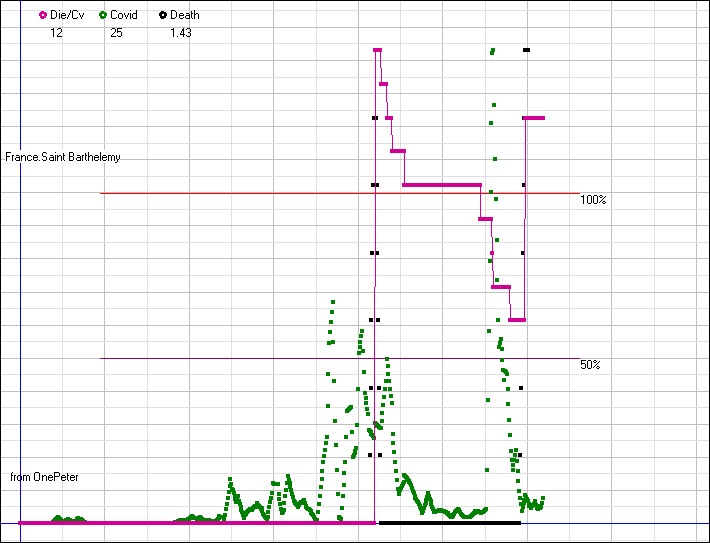 Die/Cv Covid Death
12 25 1.43
France.Saint Barthelemy
100%
50%
from OnePeter